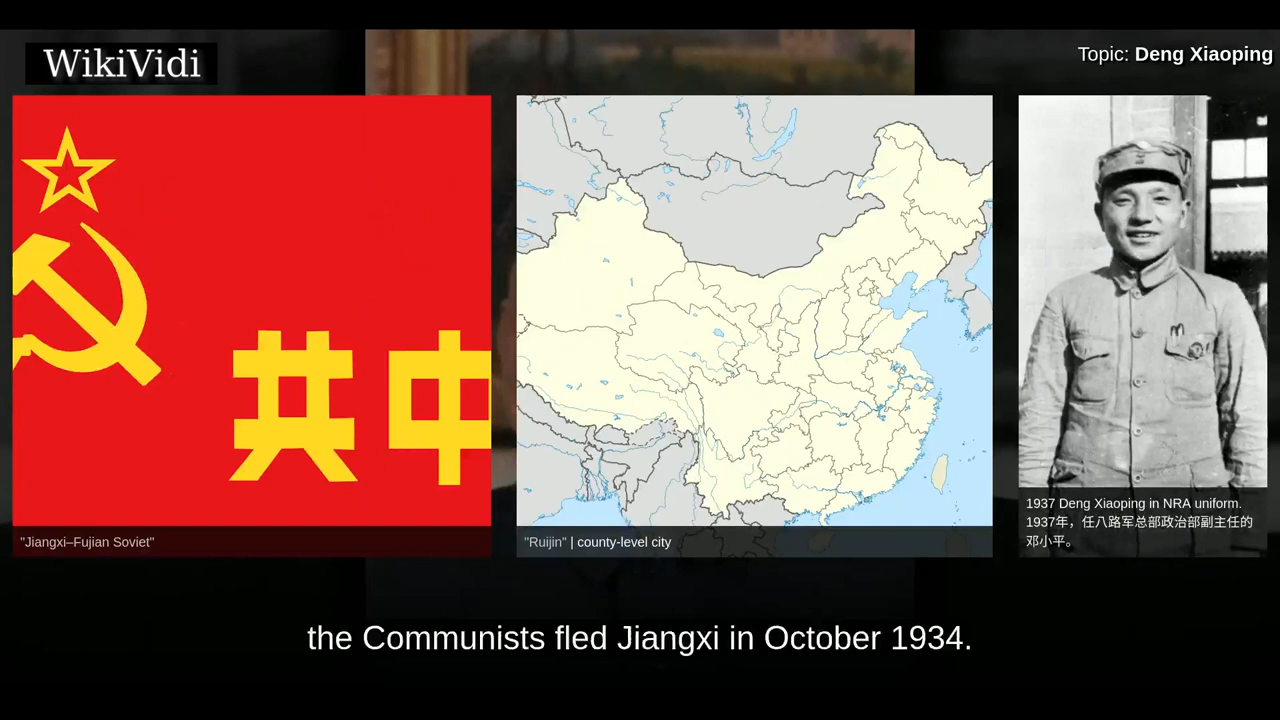 WikiVidi
Topic: Deng Xiaoping
共中
"Jiangxi–Fujian Soviet"
"Ruijin" | county-level city
1937 Deng Xiaoping in NRA uniform.
1937年，任八路军总部政治部副主任的
邓小平。
the Communists fled Jiangxi in October 1934.